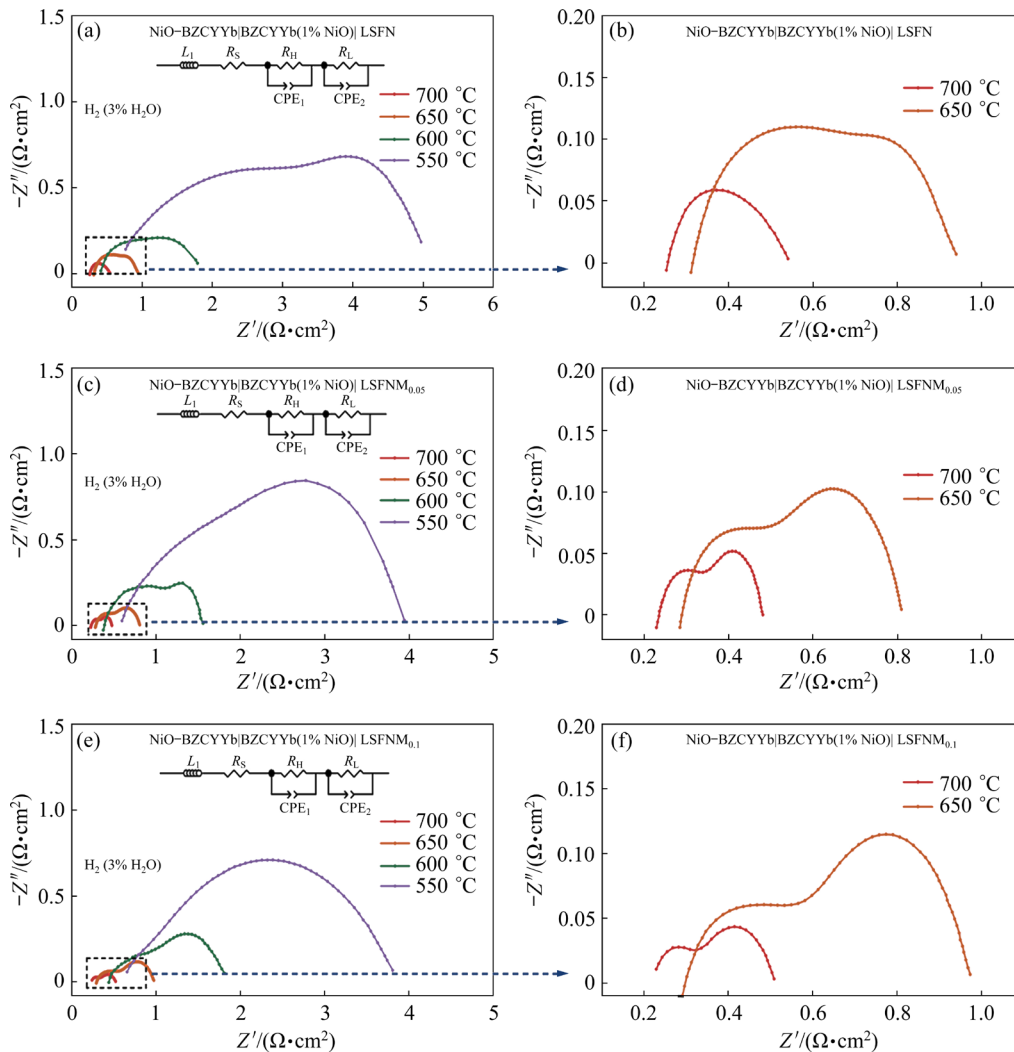 (a)
NiO−BZCYYb|BZCYYb(1% NiO)| LSFN
L1 RS RH RL
CPE1 CPE2
H2 (3% H2O)
700 °C
650 °C
600 °C
550 °C
1.5
1.0
0.5
0
−Z″/(Ω•cm²)
0 1 2 3 4 5 6
Z′/(Ω•cm²)
(b)
NiO−BZCYYb|BZCYYb(1% NiO)| LSFN
700 °C
650 °C
0.20
0.15
0.10
0.05
0
−Z″/(Ω•cm²)
0.2 0.4 0.6 0.8 1.0
Z′/(Ω•cm²)
(c)
NiO−BZCYYb|BZCYYb(1% NiO)| LSFNM0.05
L1 RS RH RL
CPE1 CPE2
H2 (3% H2O)
700 °C
650 °C
600 °C
550 °C
1.5
1.0
0.5
0
−Z″/(Ω•cm²)
0 1 2 3 4 5
Z′/(Ω•cm²)
(d)
NiO−BZCYYb|BZCYYb(1% NiO)| LSFNM0.05
700 °C
650 °C
0.20
0.15
0.10
0.05
0
−Z″/(Ω•cm²)
0.2 0.4 0.6 0.8 1.0
Z′/(Ω•cm²)
(e)
NiO−BZCYYb|BZCYYb(1% NiO)| LSFNM0.1
L1 RS RH RL
CPE1 CPE2
H2 (3% H2O)
700 °C
650 °C
600 °C
550 °C
1.5
1.0
0.5
0
−Z″/(Ω•cm²)
0 1 2 3 4 5
Z′/(Ω•cm²)
(f)
NiO−BZCYYb|BZCYYb(1% NiO)| LSFNM0.1
700 °C
650 °C
0.20
0.15
0.10
0.05
0
−Z″/(Ω•cm²)
0.2 0.4 0.6 0.8 1.0
Z′/(Ω•cm²)